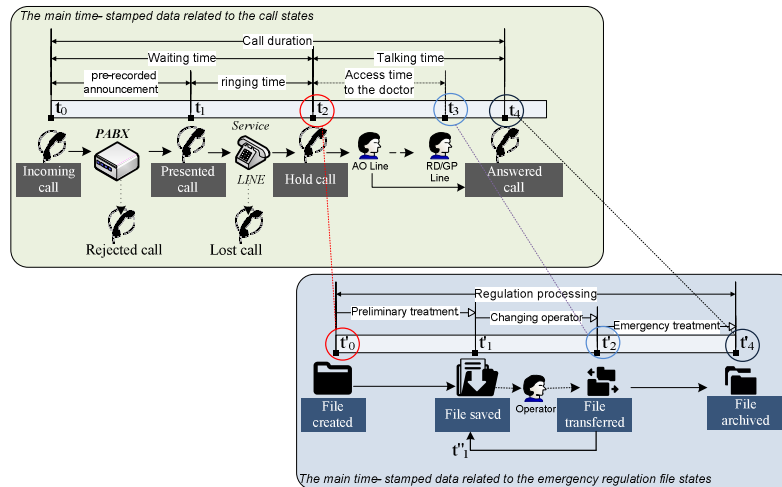 The main time- stamped data related to the call states
Call duration
Waiting time
Talking time
pre-recorded
announcement
ringing time
Access time
to the doctor
t0
t1
t2
t3
t4
PABX
Service
LINE
Incoming
call
Presented
call
Hold call
AO Line
RD/GP
Line
Answered
call
Rejected call
Lost call
Regulation processing
Preliminary treatment
Changing operator
Emergency treatment
t'0
t'1
t'2
t'4
File
created
File saved
Operator
File
transferred
File
archived
t''1
The main time- stamped data related to the emergency regulation file states